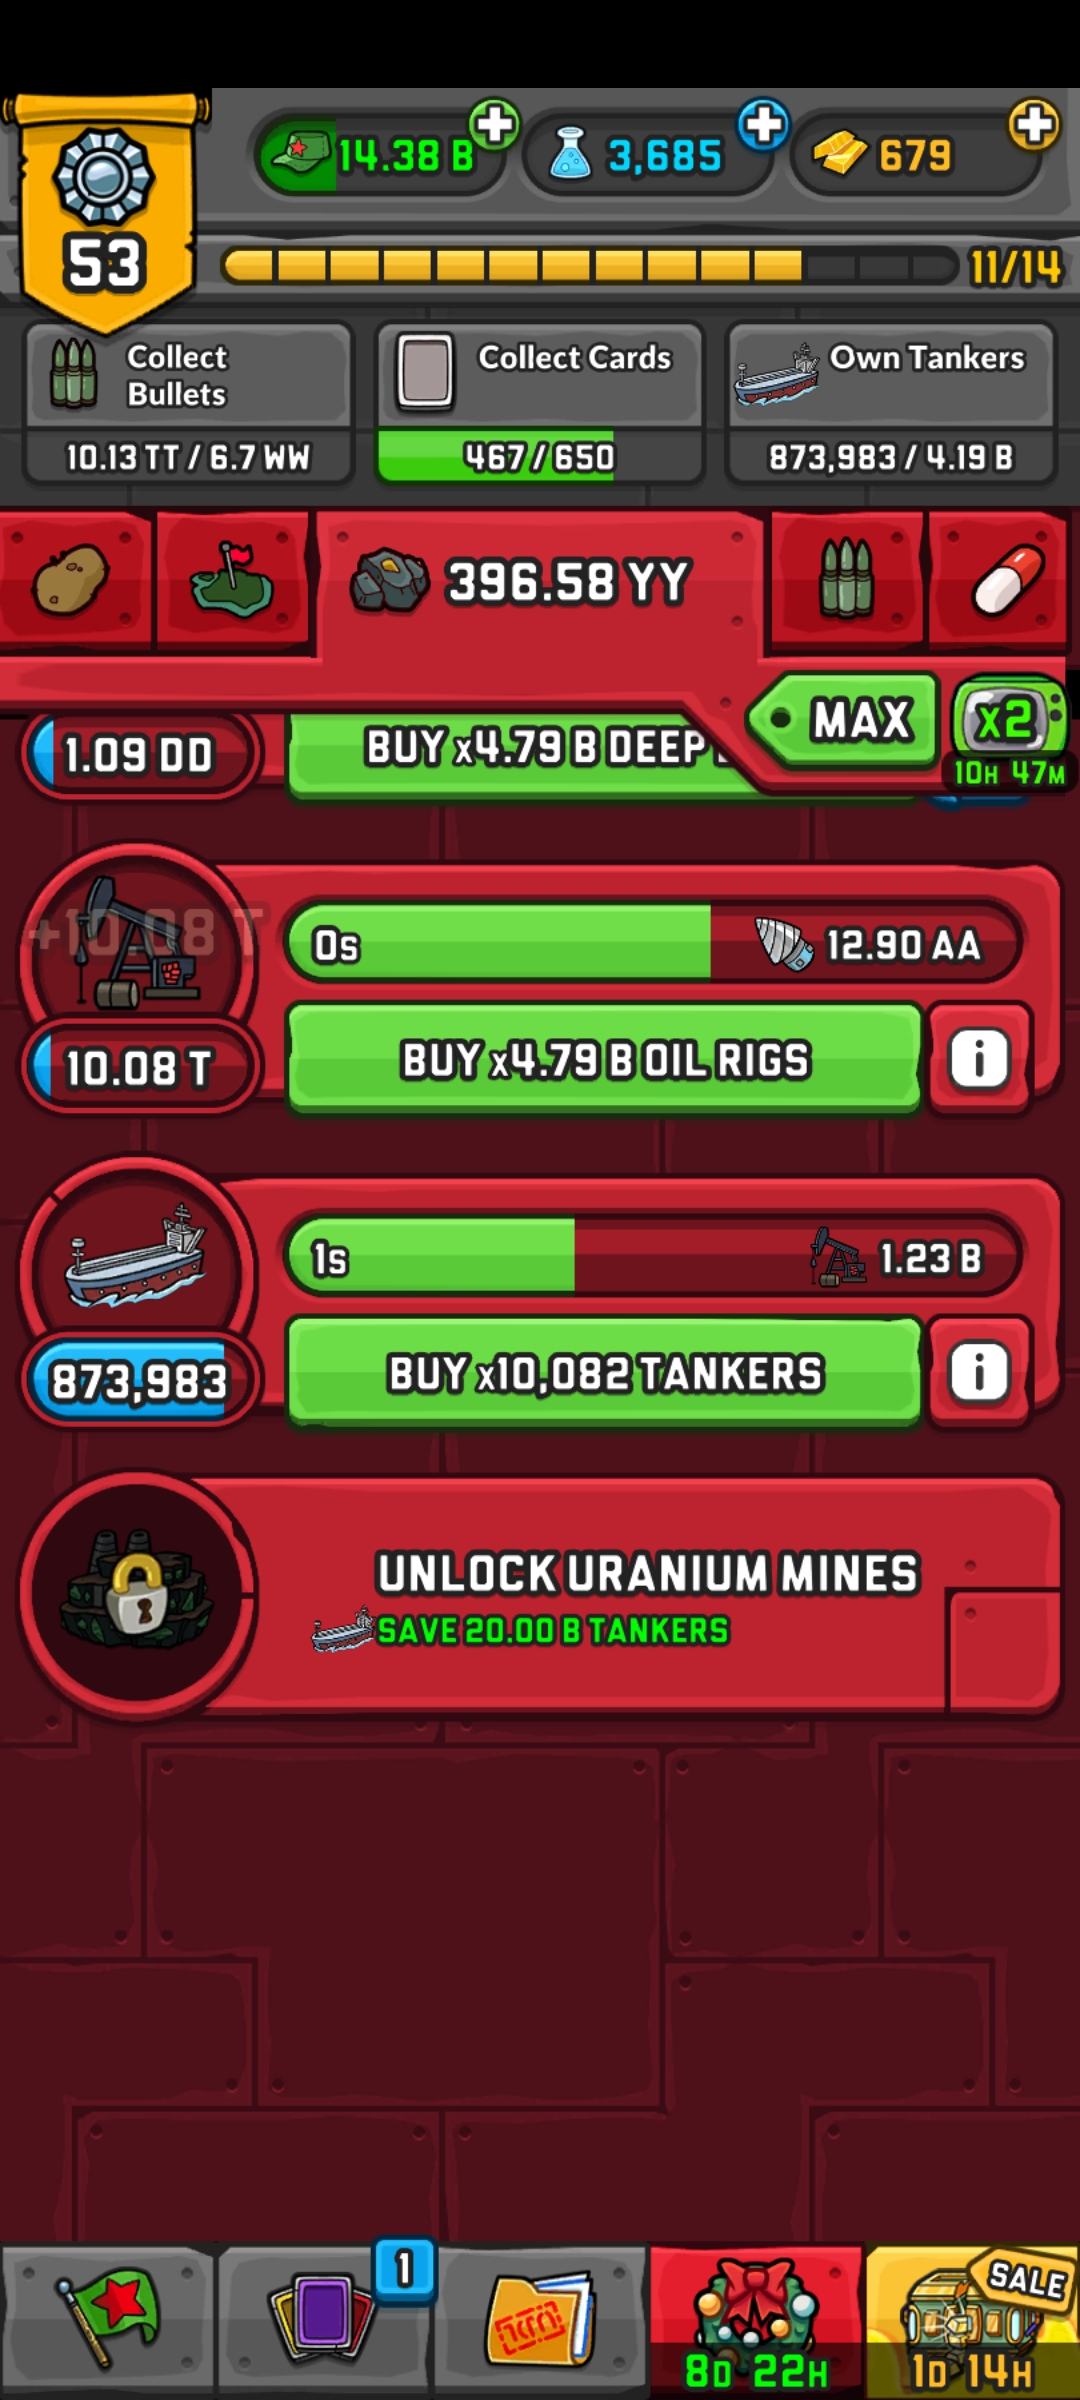 14.38 B
3,685
679
53
11/14
Collect
Bullets
Collect Cards
Own Tankers
10.13 TT / 6.7 WW
467/650
873,983 / 4.19 B
396.58 YY
MAX
x2
10H 47M
1.09 DD
BUY x4.79 B DEEP
+10.08 T
0s
12.90 AA
10.08 T
BUY x4.79 B OIL RIGS
i
1s
1.23 B
873,983
BUY x10,082 TANKERS
i
UNLOCK URANIUM MINES
SAVE 20.00 B TANKERS
1
SALE
8D 22H
1D 14H